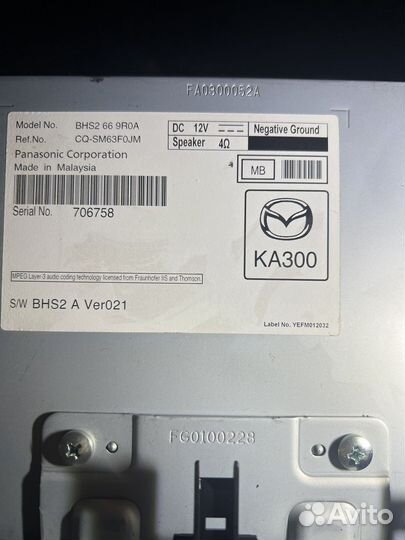 FA0300052A
Model No. BHS2 66 9R0A
Ref.No. CQ-SM63F0JM
Panasonic Corporation
Made in Malaysia
DC 12V Negative Ground
Speaker 4Ω
MB
Serial No. 706758
KA300
MPEG Layer-3 audio coding technology licensed from Fraunhofer IIS and Thomson.
S/W BHS2 A Ver021
Label No. YEFM012032
FG0100228
Avito